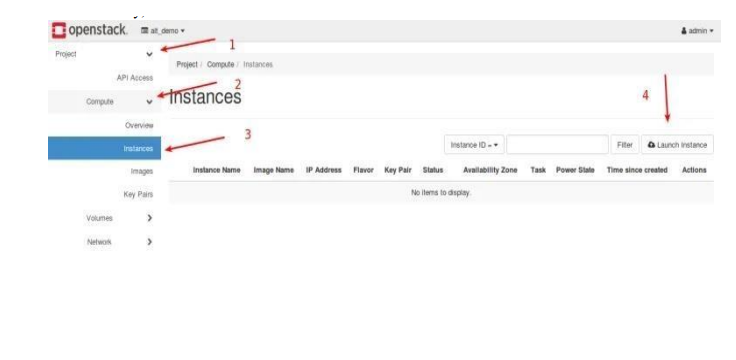 openstack. alt_demo admin
1
Project
Project / Compute / Instances
API Access
2
Compute
Instances
4
Overview
3
Instances
Instance ID = Filter Launch Instance
Images
Instance Name Image Name IP Address Flavor Key Pair Status Availability Zone Task Power State Time since created Actions
Key Pairs
No items to display.
Volumes
Network